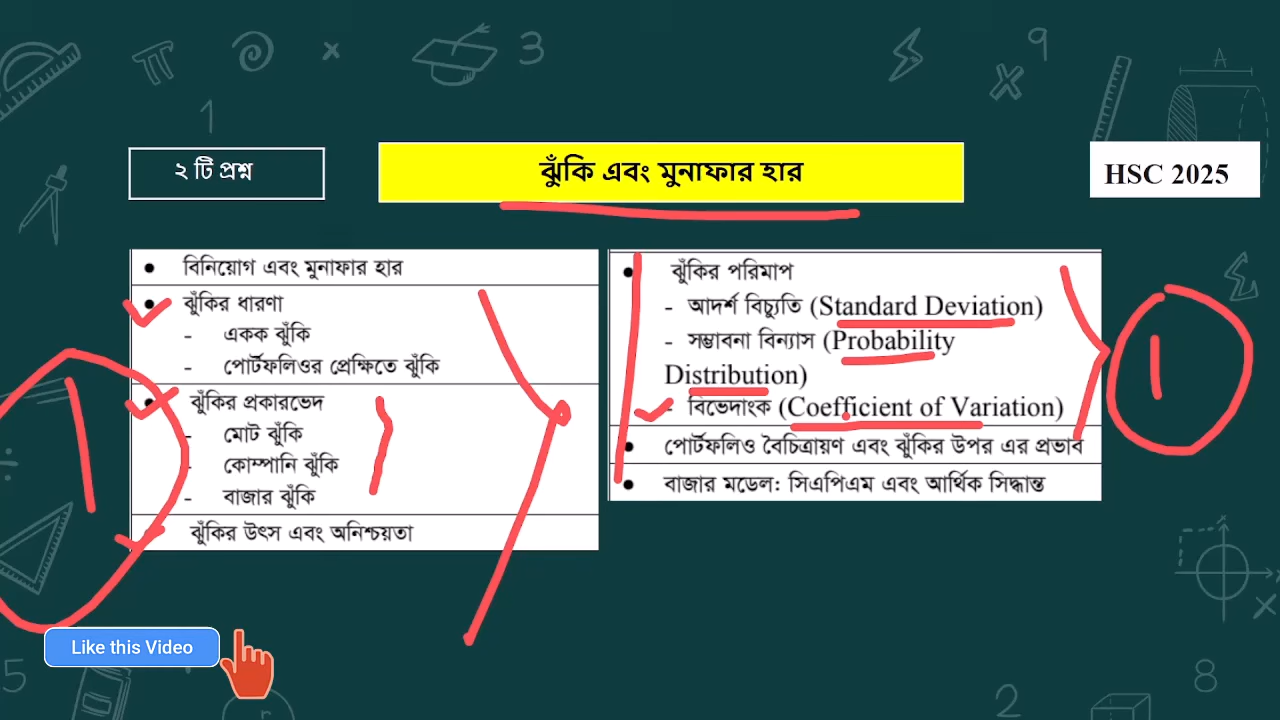 ২ টি প্রশ্ন
ঝুঁকি এবং মুনাফার হার
HSC 2025
বিনিয়োগ এবং মুনাফার হার
ঝুঁকির ধারণা
- একক ঝুঁকি
- পোর্টফলিওর প্রেক্ষিতে ঝুঁকি
ঝুঁকির প্রকারভেদ
- মোট ঝুঁকি
- কোম্পানি ঝুঁকি
- বাজার ঝুঁকি
ঝুঁকির উৎস এবং অনিশ্চয়তা
ঝুঁকির পরিমাপ
- আদর্শ বিচ্যুতি (Standard Deviation)
- সম্ভাবনা বিন্যাস (Probability
Distribution)
- বিভেদাংক (Coefficient of Variation)
পোর্টফলিও বৈচিত্রায়ণ এবং ঝুঁকির উপর এর প্রভাব
বাজার মডেল: সিএপিএম এবং আর্থিক সিদ্ধান্ত
1
1
Like this Video